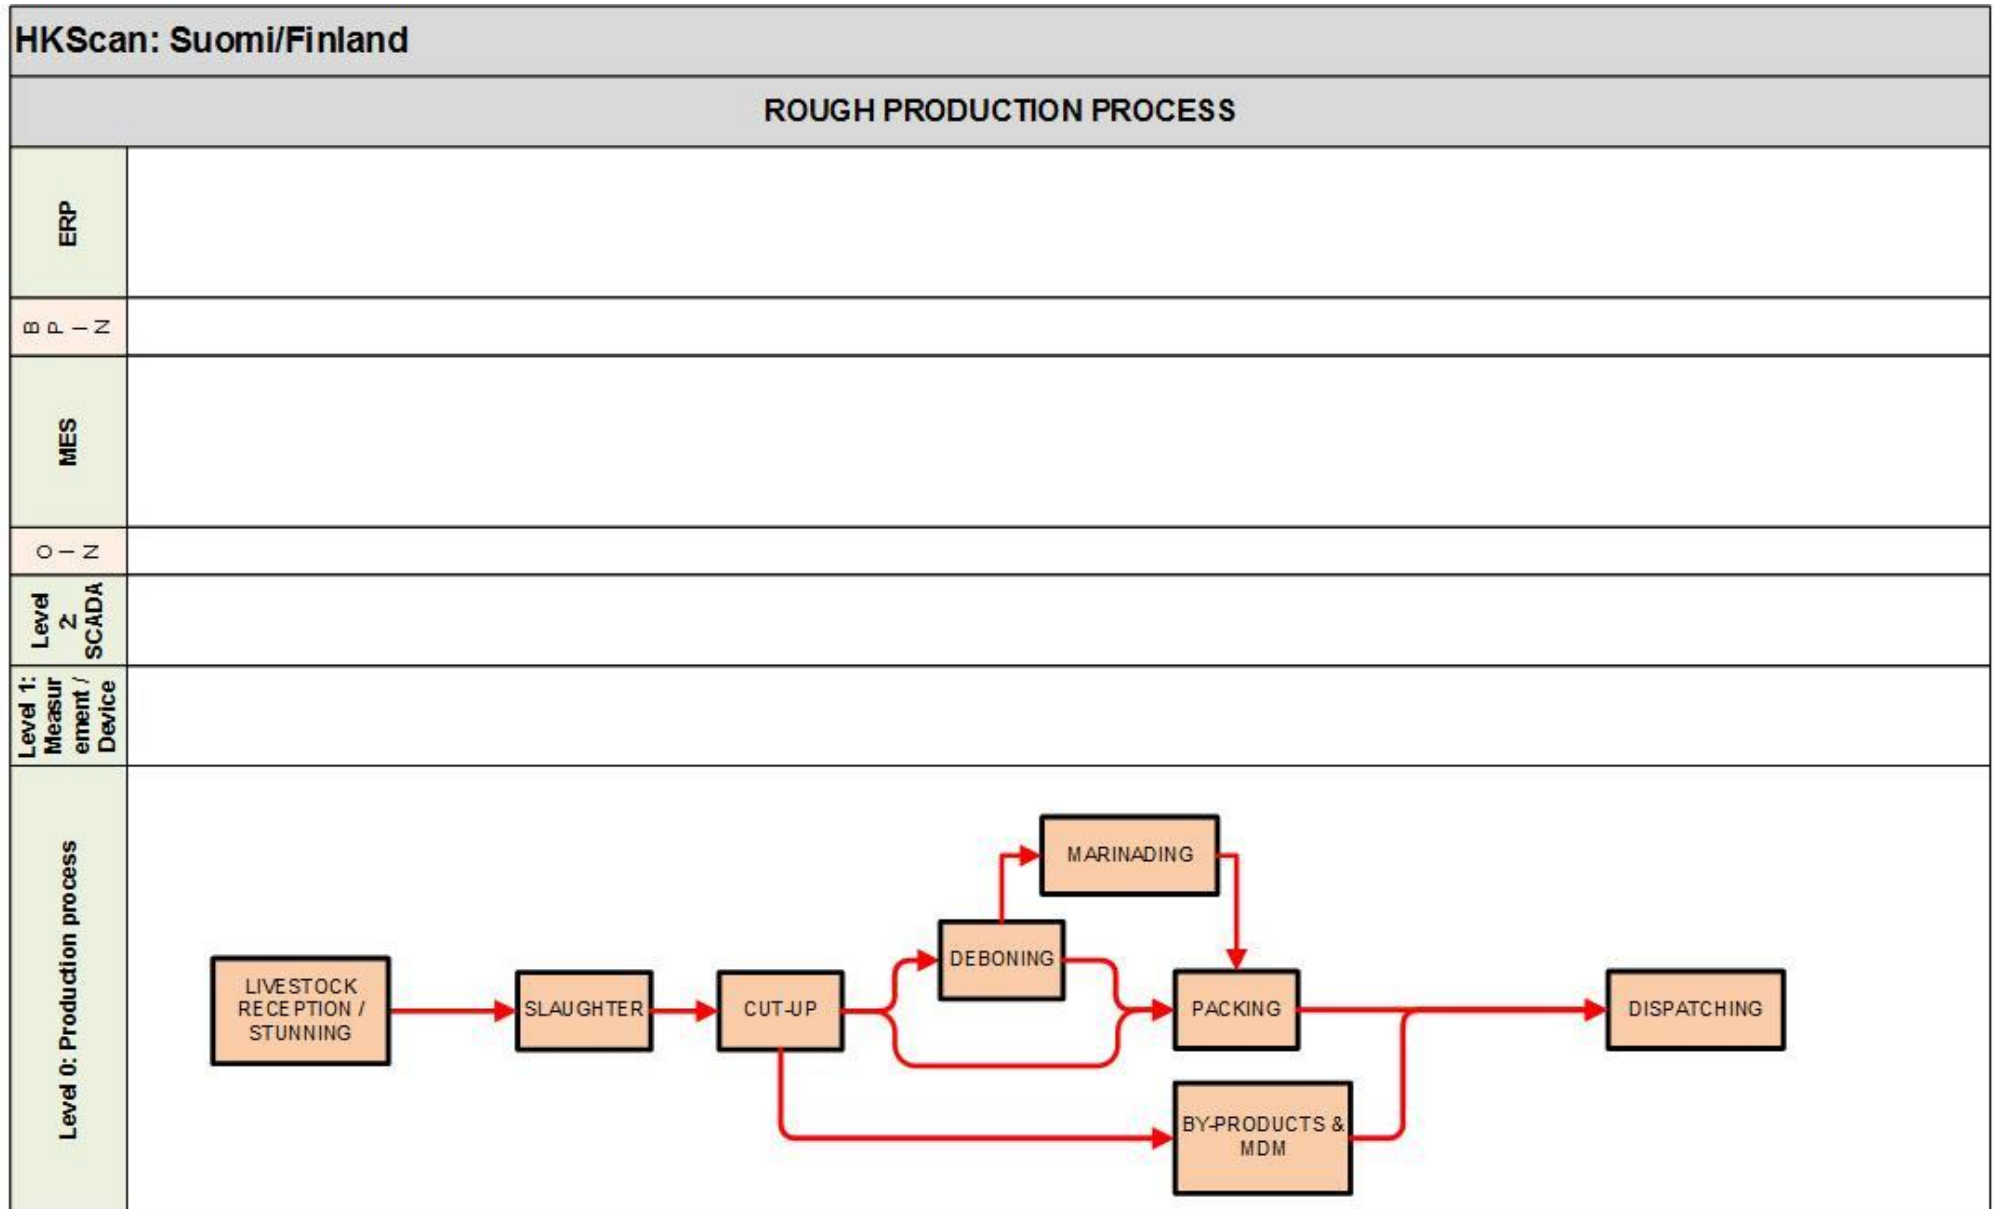 HKScan: Suomi/Finland
ROUGH PRODUCTION PROCESS
ERP
B P I N
MES
O I N
Level
2:
SCADA
Level 1:
Measur
ement /
Device
Level 0: Production process
MARINADING
DEBONING
LIVESTOCK
RECEPTION /
STUNNING
SLAUGHTER
CUT-UP
PACKING
DISPATCHING
BY-PRODUCTS &
MDM